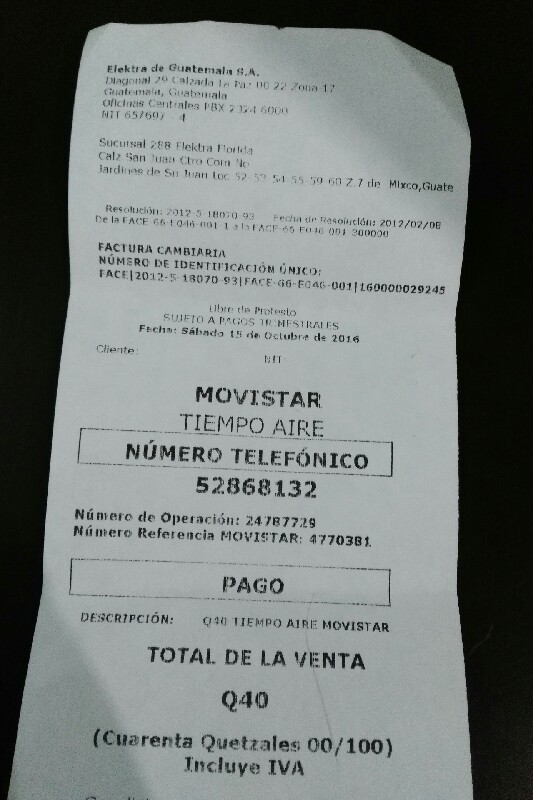 Elektra de Guatemala S.A.
Diagonal 29 Calzada la Paz 00-22 Zona 17
Guatemala, Guatemala
Oficinas Centrales PBX 2324 6000
NIT 657697 - 4
Sucursal 288 Elektra Florida
Calz San Juan Ctro Com No
Jardines de Sn Juan Loc 52-53-54-55-59-60 Z.7 de Mixco,Guate
Resolución: 2012-5-18070-93 Fecha de Resolución: 2012/02/08
De la FACE-66-E046-001-1 a la FACE-66-E046-001-300000
FACTURA CAMBIARIA
NÚMERO DE IDENTIFICACIÓN ÚNICO:
FACE|2012-5-18070-93|FACE-66-E046-001|160000029245
Libre de Protesto
SUJETO A PAGOS TRIMESTRALES
Fecha: Sábado 15 de Octubre de 2016
Cliente: NIT:
MOVISTAR
TIEMPO AIRE
NÚMERO TELEFÓNICO
52868132
Número de Operación: 24787729
Número Referencia MOVISTAR: 4770381
PAGO
DESCRIPCIÓN: Q40 TIEMPO AIRE MOVISTAR
TOTAL DE LA VENTA
Q40
(Cuarenta Quetzales 00/100)
Incluye IVA